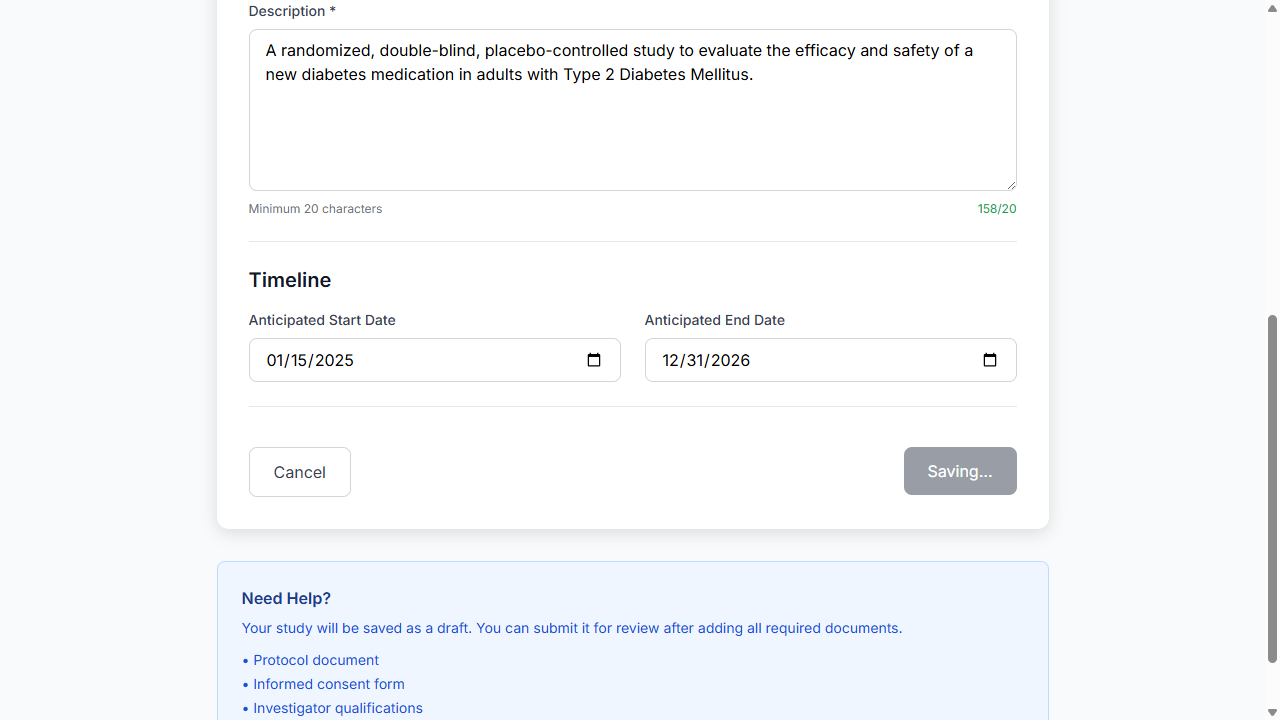 Description *
A randomized, double-blind, placebo-controlled study to evaluate the efficacy and safety of a
new diabetes medication in adults with Type 2 Diabetes Mellitus.
Minimum 20 characters
158/20
Timeline
Anticipated Start Date
Anticipated End Date
01/15/2025
12/31/2026
Cancel
Saving...
Need Help?
Your study will be saved as a draft. You can submit it for review after adding all required documents.
• Protocol document
• Informed consent form
• Investigator qualifications